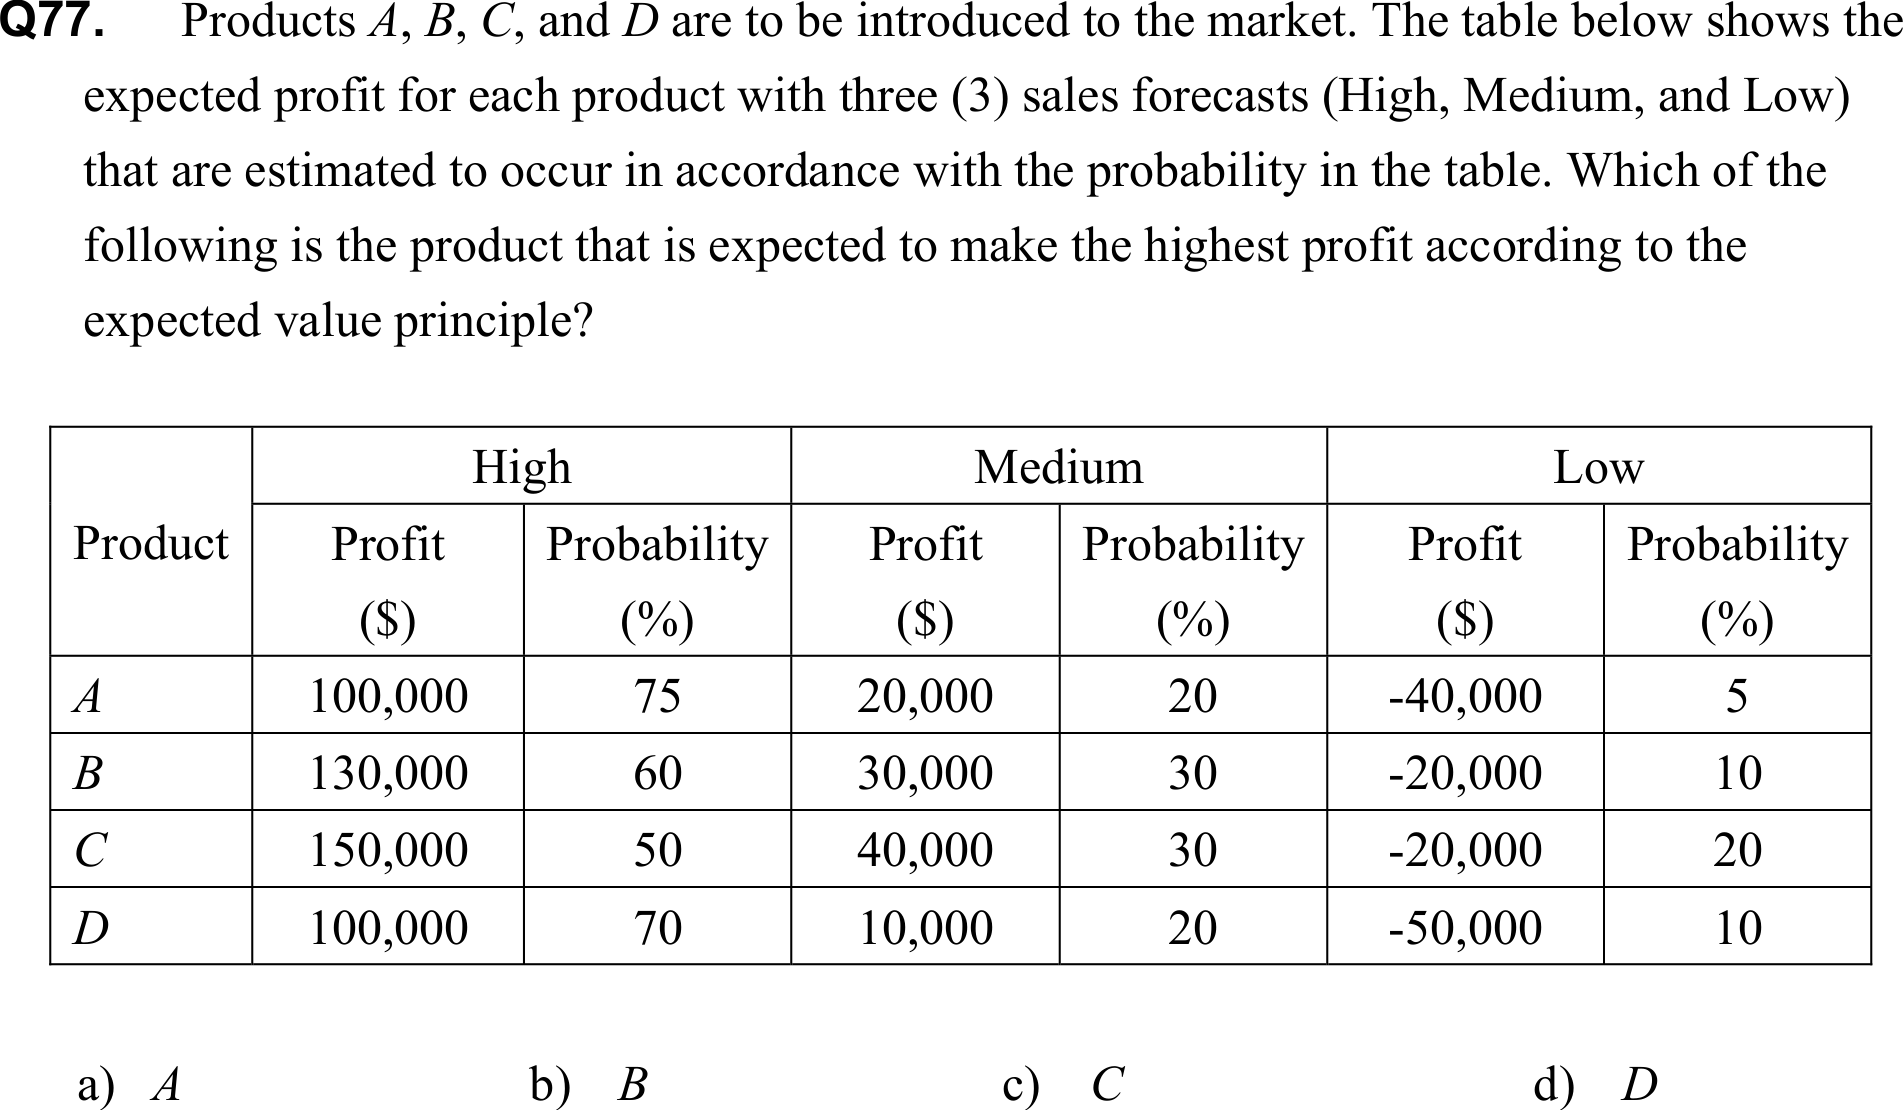 Q77. Products A, B, C, and D are to be introduced to the market. The table below shows the
expected profit for each product with three (3) sales forecasts (High, Medium, and Low)
that are estimated to occur in accordance with the probability in the table. Which of the
following is the product that is expected to make the highest profit according to the
expected value principle?
High Medium Low
Product Profit Probability Profit Probability Profit Probability
($) (%) ($) (%) ($) (%)
A 100,000 75 20,000 20 -40,000 5
B 130,000 60 30,000 30 -20,000 10
C 150,000 50 40,000 30 -20,000 20
D 100,000 70 10,000 20 -50,000 10
a) A b) B c) C d) D